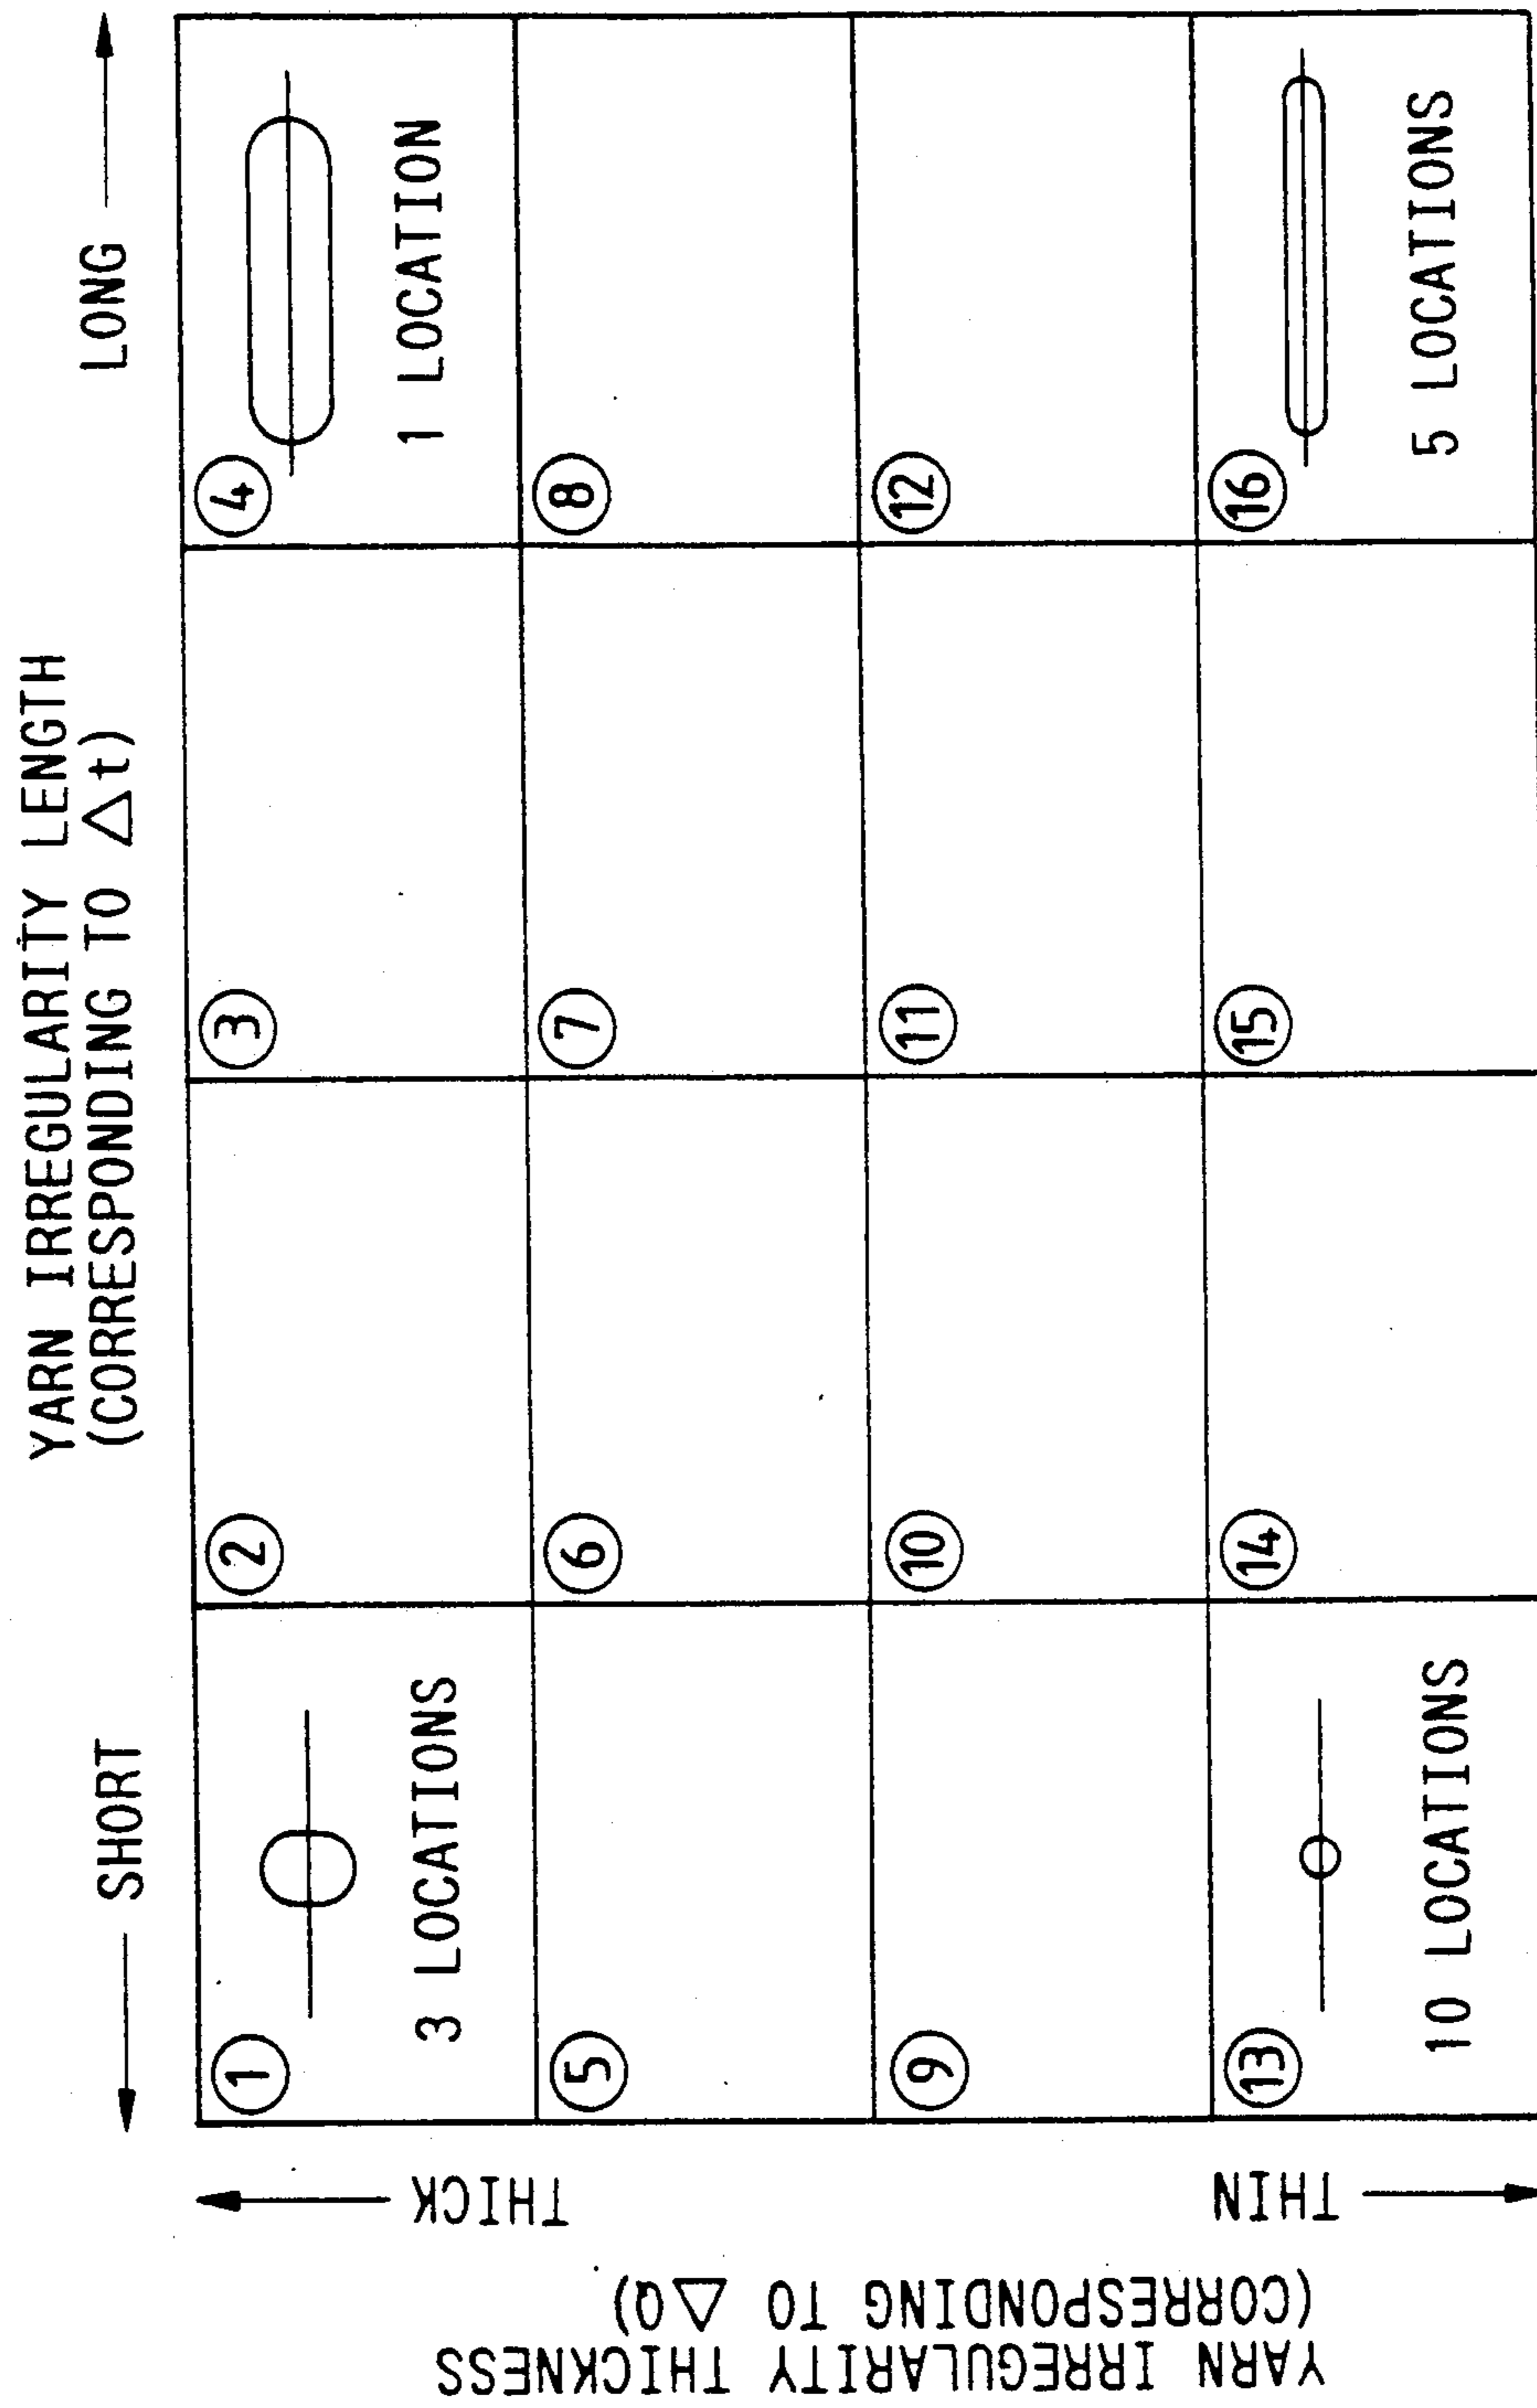 YARN IRREGULARITY LENGTH
(CORRESPONDING TO △t)
SHORT
LONG
YARN IRREGULARITY THICKNESS
(CORRESPONDING TO △Q)
THICK
THIN
1
3 LOCATIONS
2
3
4
1 LOCATION
5
6
7
8
9
10
11
12
13
10 LOCATIONS
14
15
16
5 LOCATIONS